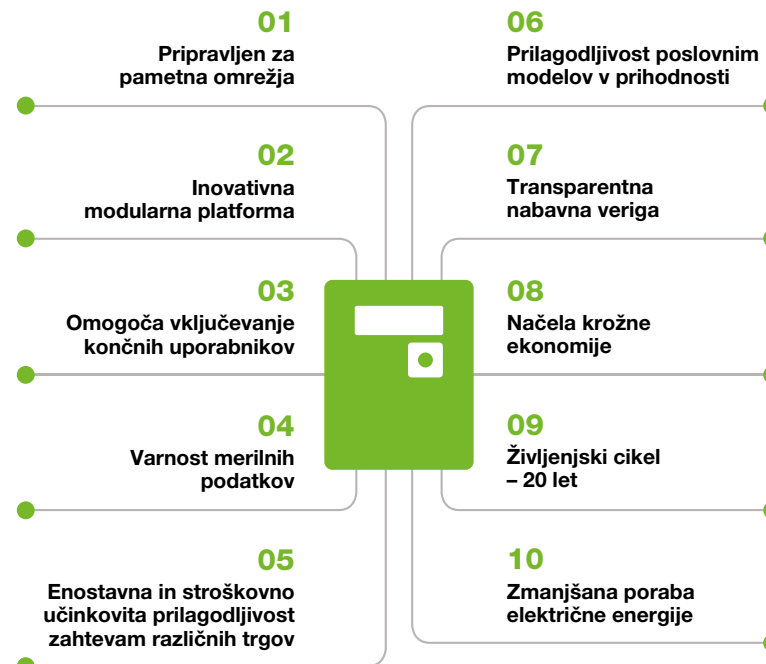 01
Pripravljen za
pametna omrežja
02
Inovativna
modularna platforma
03
Omogoča vključevanje
končnih uporabnikov
04
Varnost merilnih
podatkov
05
Enostavna in stroškovno
učinkovita prilagodljivost
zahtevam različnih trgov
06
Prilagodljivost poslovnim
modelov v prihodnosti
07
Transparentna
nabavna veriga
08
Načela krožne
ekonomije
09
Življenjski cikel
– 20 let
10
Zmanjšana poraba
električne energije